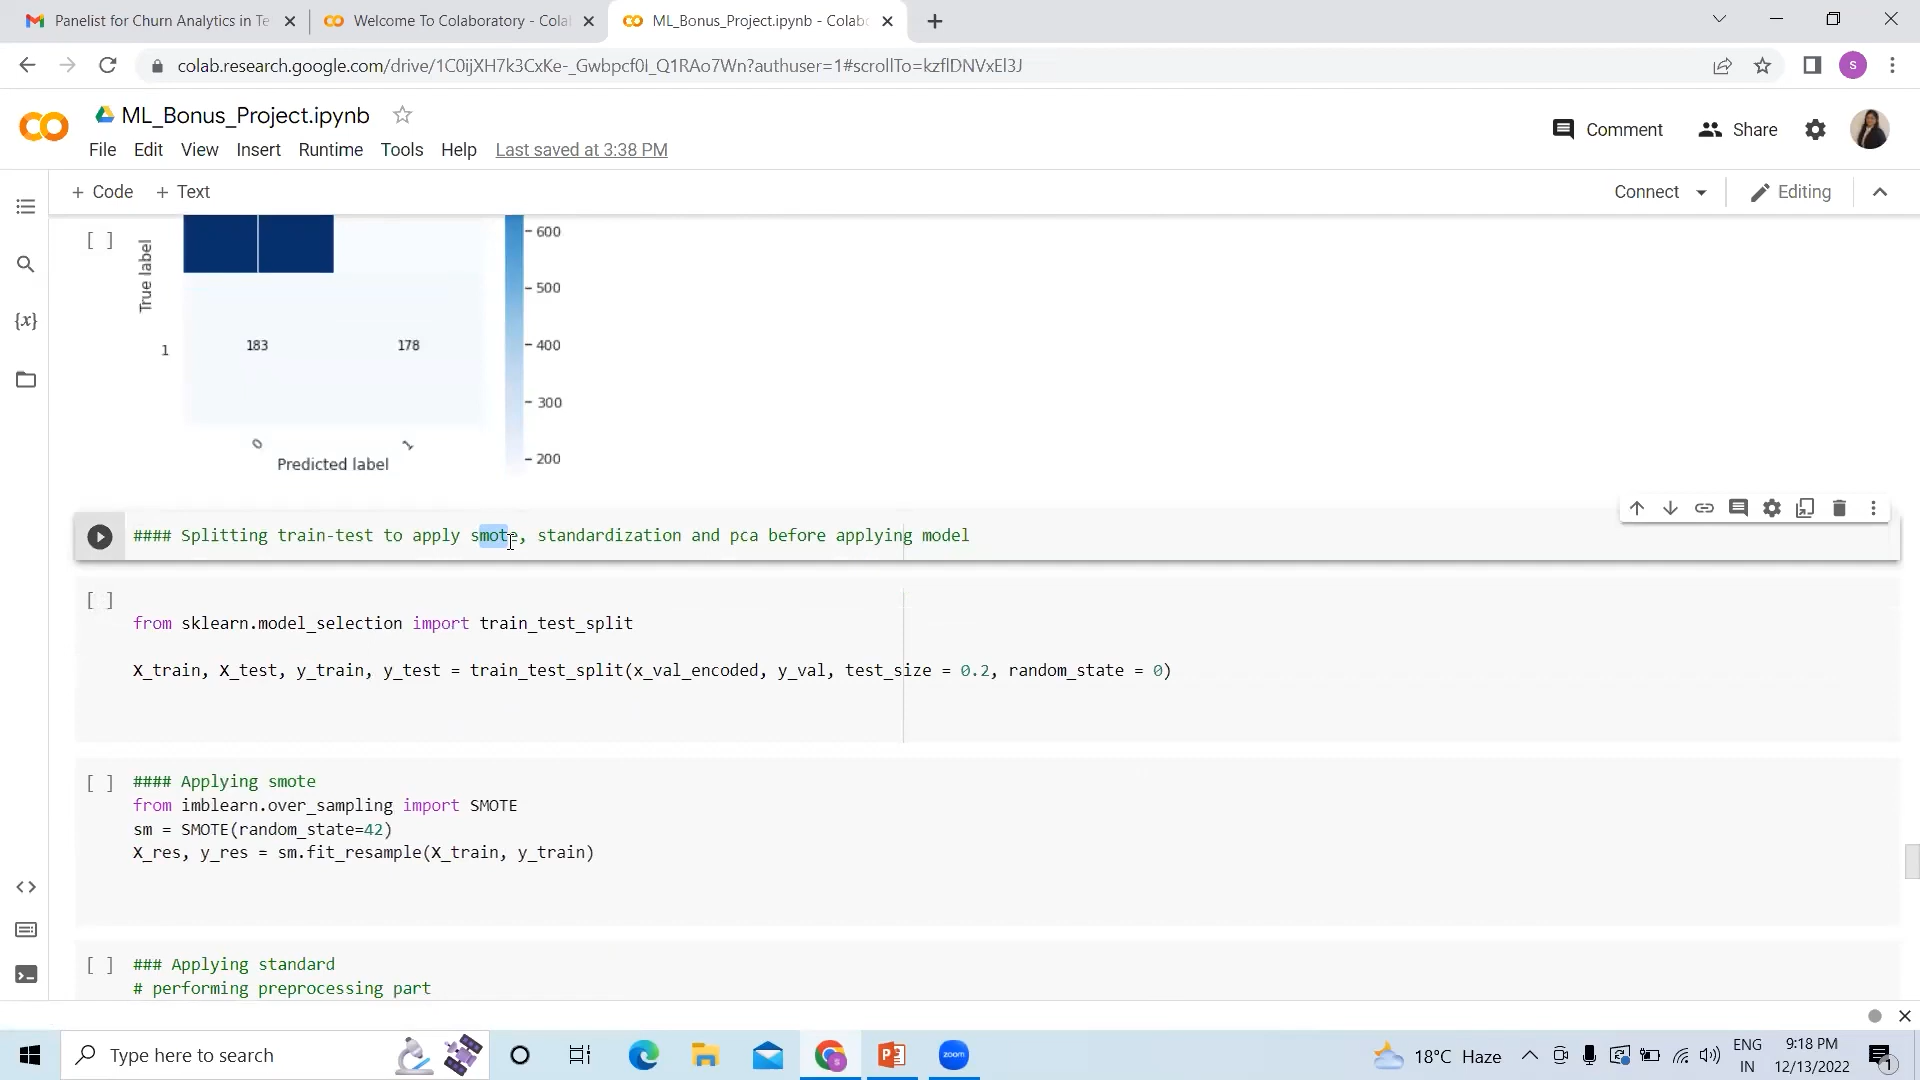 Panelist for Churn Analytics in Te
Welcome To Colaboratory - Cola
ML_Bonus_Project.ipynb - Colab
colab.research.google.com/drive/1C0ijXH7k3CxKe-_Gwbpcf0I_Q1RAo7Wn?authuser=1#scrollTo=kzflDNVxEl3J
S
ML_Bonus_Project.ipynb
Comment
Share
File Edit View Insert Runtime Tools Help Last saved at 3:38 PM
+ Code + Text
Connect
Editing
[ ]
True label
600
500
400
300
200
1
183
178
0
1
Predicted label
#### Splitting train-test to apply smote, standardization and pca before applying model
[ ]
from sklearn.model_selection import train_test_split
X_train, X_test, y_train, y_test = train_test_split(x_val_encoded, y_val, test_size = 0.2, random_state = 0)
[ ] #### Applying smote
from imblearn.over_sampling import SMOTE
sm = SMOTE(random_state=42)
X_res, y_res = sm.fit_resample(X_train, y_train)
[ ] ### Applying standard
# performing preprocessing part
{x}
Type here to search
zoom
18°C Haze
ENG
IN
9:18 PM
12/13/2022
1